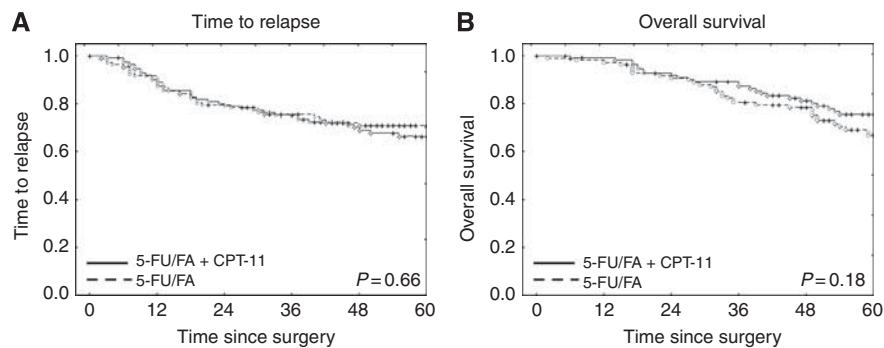 A
Time to relapse
Time to relapse
1.0
0.8
0.6
0.4
0.2
0.0
5-FU/FA + CPT-11
5-FU/FA
P = 0.66
0 12 24 36 48 60
Time since surgery
B
Overall survival
Overall survival
1.0
0.8
0.6
0.4
0.2
0.0
5-FU/FA + CPT-11
5-FU/FA
P = 0.18
0 12 24 36 48 60
Time since surgery